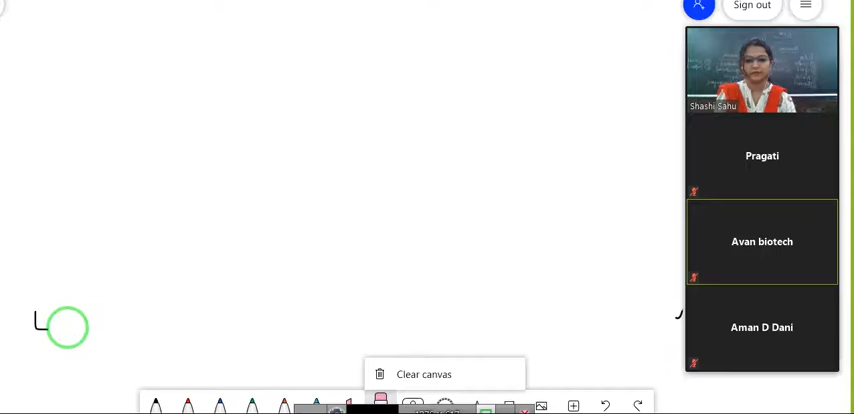 Sign out
Shashi Sahu
Pragati
Avan biotech
Aman D Dani
Clear canvas